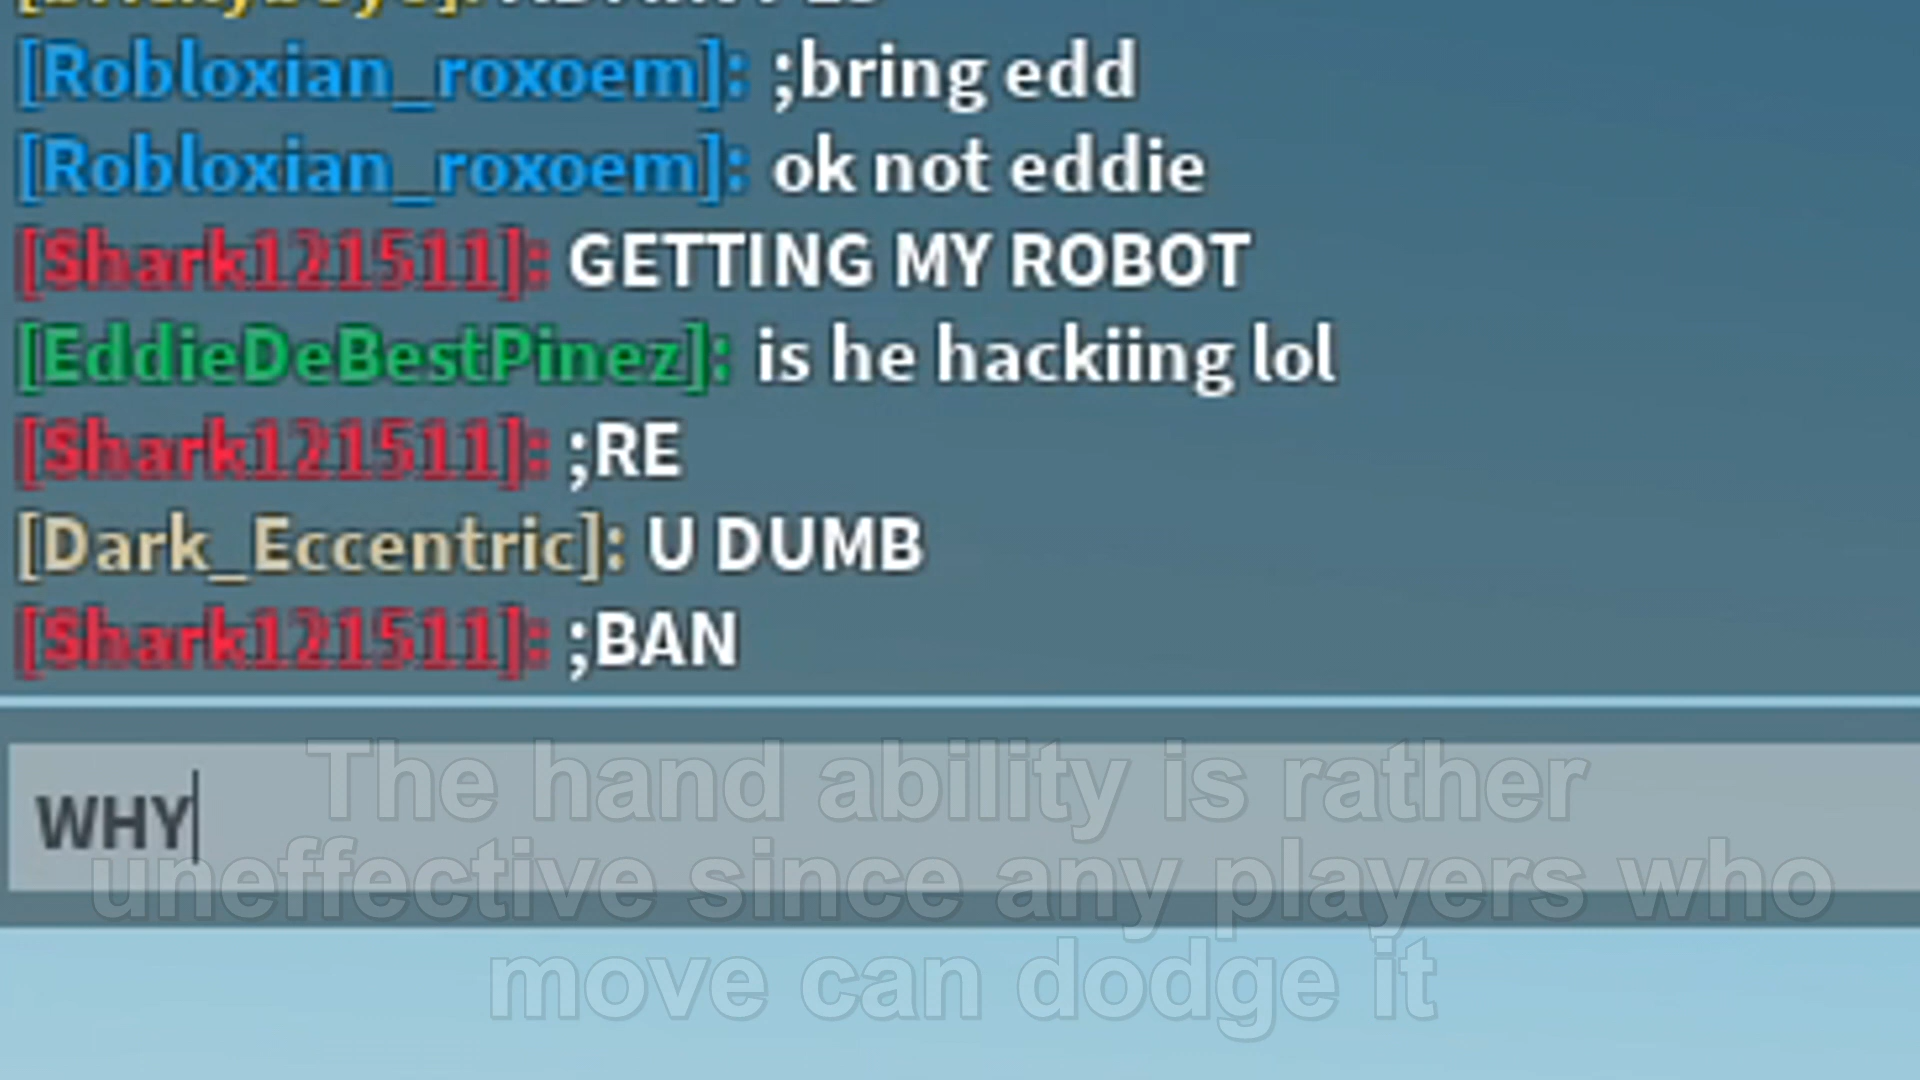 [Robloxian_roxoem]: ;bring edd
[Robloxian_roxoem]: ok not eddie
[Shark121511]: GETTING MY ROBOT
[EddieDeBestPinez]: is he hackiing lol
[Shark121511]: ;RE
[Dark_Eccentric]: U DUMB
[Shark121511]: ;BAN
WHY
The hand ability is rather
uneffective since any players who
move can dodge it